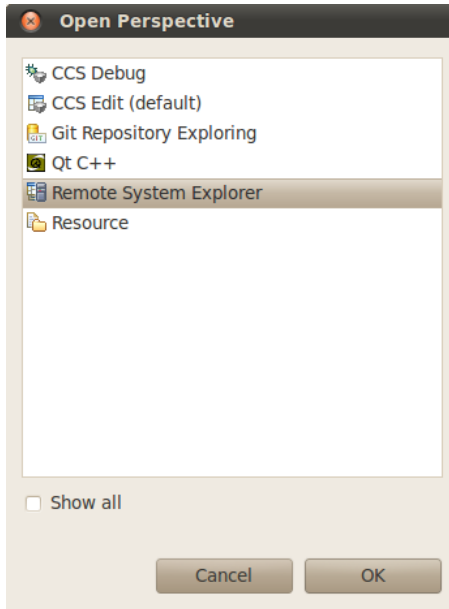 Open Perspective
CCS Debug
CCS Edit (default)
Git Repository Exploring
Qt C++
Remote System Explorer
Resource
Show all
Cancel OK